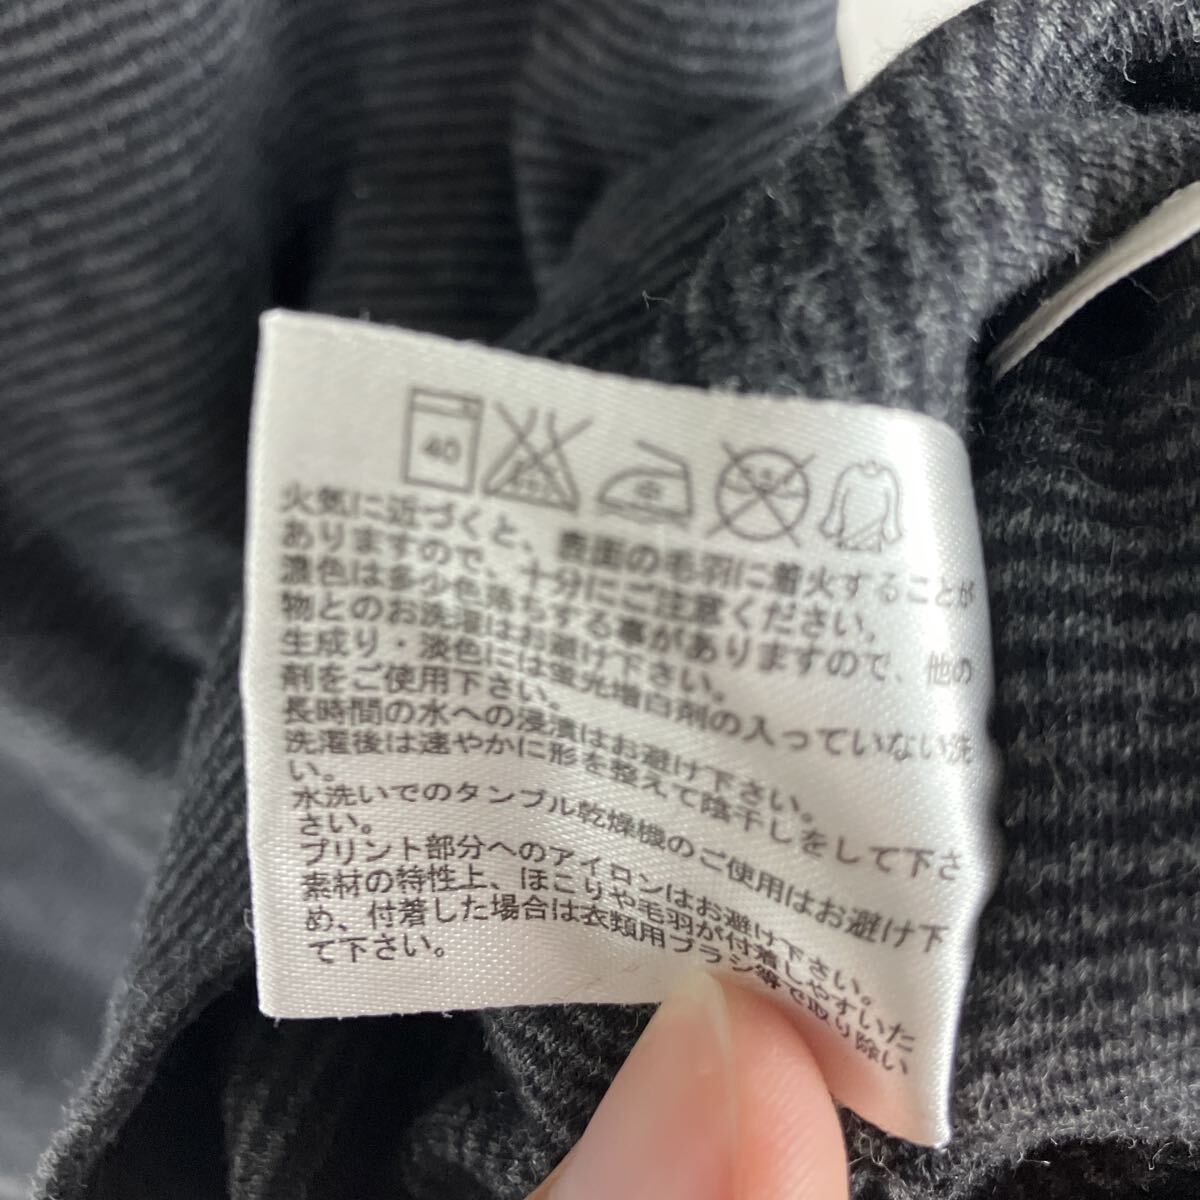 40
火気に近づくと、表面の毛羽に着火することが
ありますので、十分にご注意ください。
濃色は多少色落ちする事がありますので、他の
物とのお洗濯はお避け下さい。
生成り・淡色には蛍光増白剤の入っていない洗
剤をご使用下さい。
長時間の水への浸漬はお避け下さい。
洗濯後は速やかに形を整えて陰干しをして下さ
い。
水洗いでのタンブル乾燥機のご使用はお避け下
さい。
プリント部分へのアイロンはお避け下さい。
素材の特性上、ほこりや毛羽が付着しやすいた
め、付着した場合は衣類用ブラシ等で取り除い
て下さい。